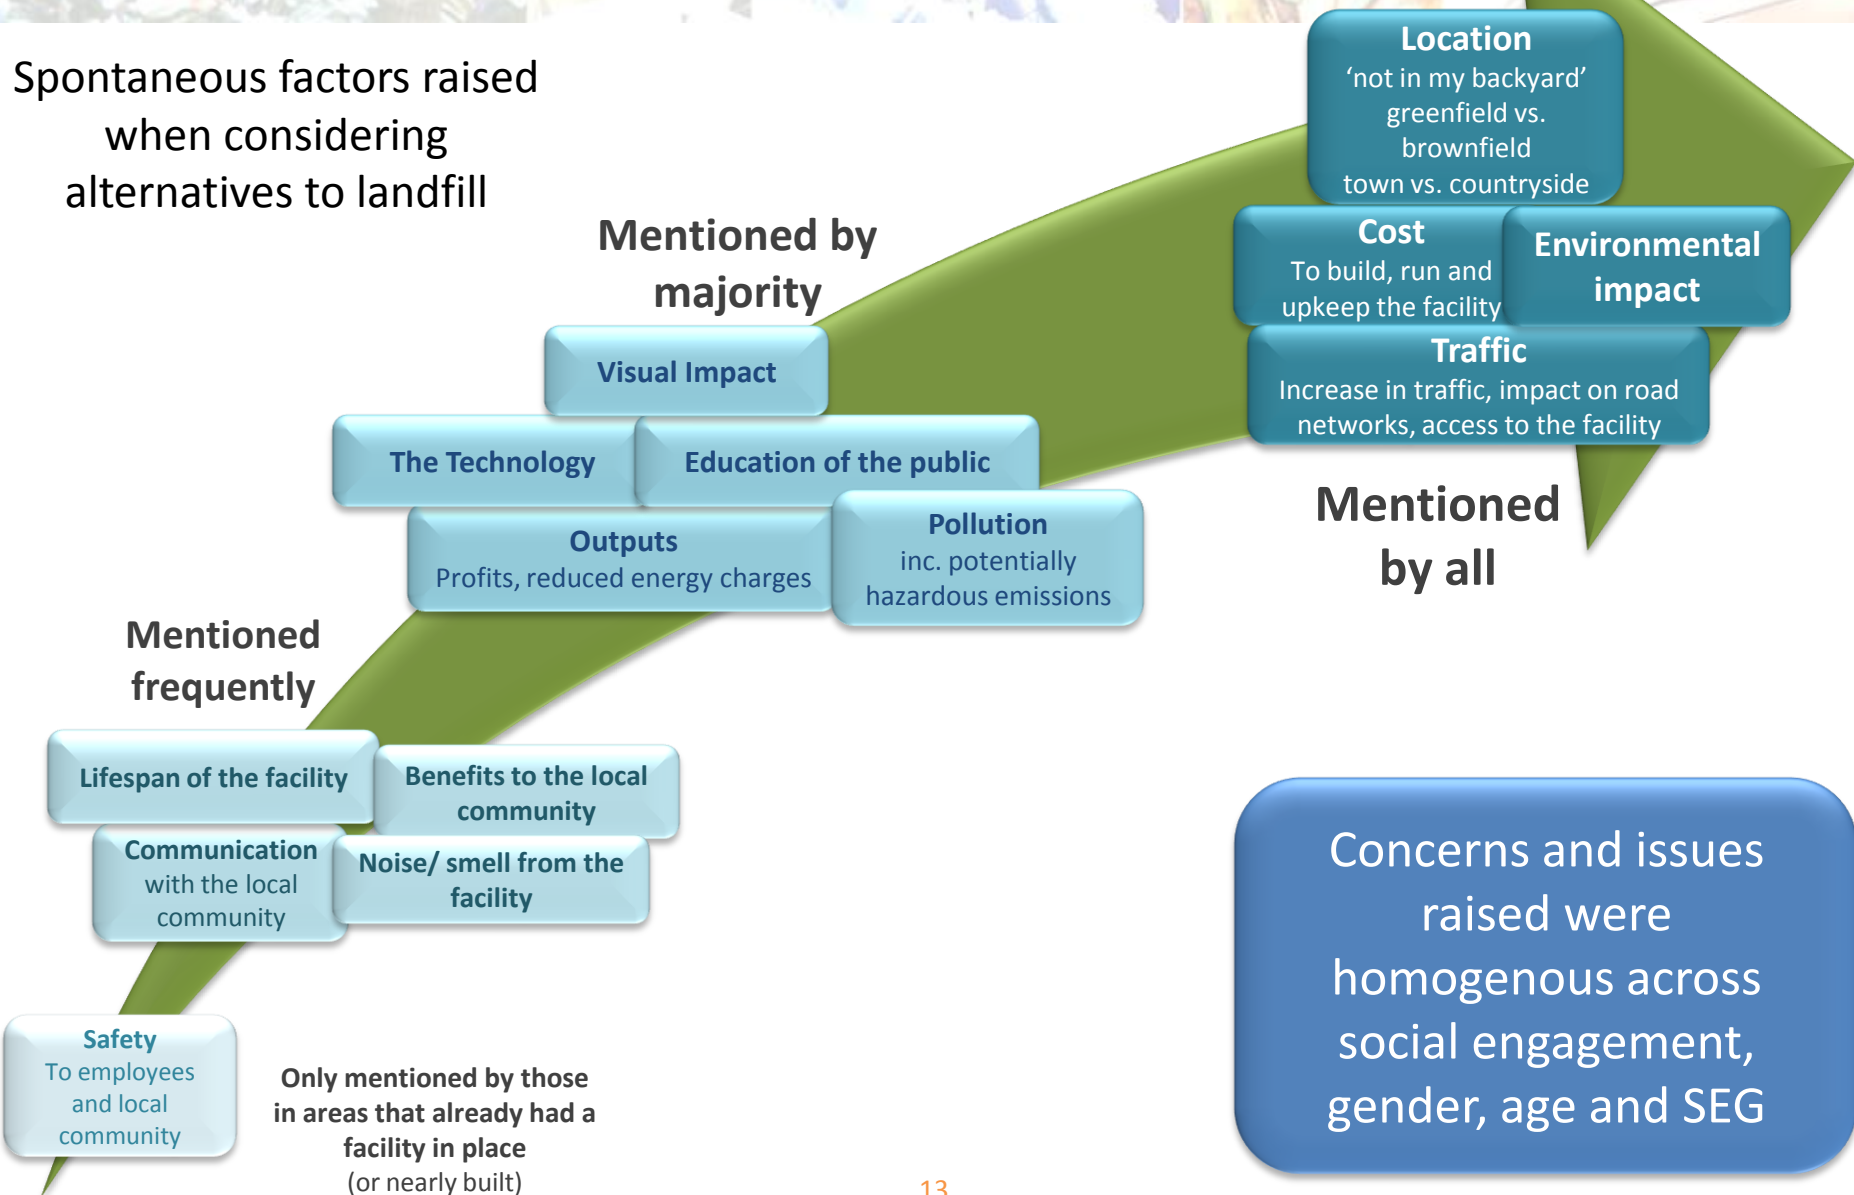 Spontaneous factors raised
when considering
alternatives to landfill
Location
‘not in my backyard’
greenfield vs.
brownfield
town vs. countryside
Cost
To build, run and
upkeep the facility
Environmental
impact
Traffic
Increase in traffic, impact on road
networks, access to the facility
Mentioned
by all
Mentioned by
majority
Visual Impact
The Technology
Education of the public
Outputs
Profits, reduced energy charges
Pollution
inc. potentially
hazardous emissions
Mentioned
frequently
Lifespan of the facility
Benefits to the local
community
Communication
with the local
community
Noise/ smell from the
facility
Safety
To employees
and local
community
Only mentioned by those
in areas that already had a
facility in place
(or nearly built)
Concerns and issues
raised were
homogenous across
social engagement,
gender, age and SEG
13